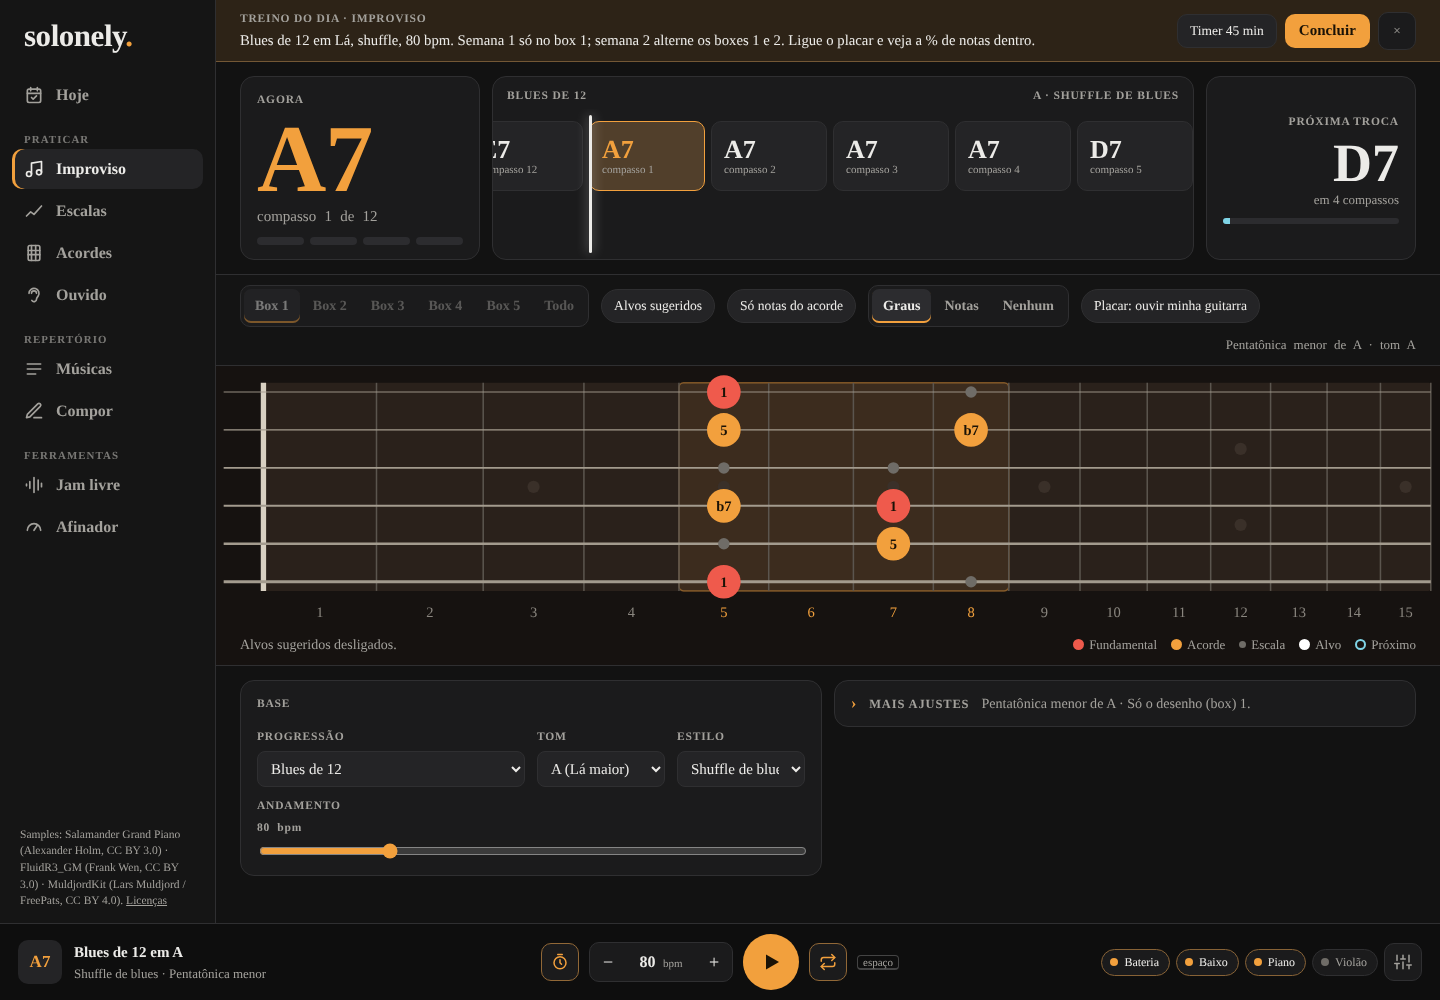 solonely.
Hoje
PRATICAR
Improviso
Escalas
Acordes
Ouvido
REPERTÓRIO
Músicas
Compor
FERRAMENTAS
Jam livre
Afinador
Samples: Salamander Grand Piano
(Alexander Holm, CC BY 3.0) ·
FluidR3_GM (Frank Wen, CC BY
3.0) · MuldjordKit (Lars Muldjord /
FreePats, CC BY 4.0). Licenças
TREINO DO DIA · IMPROVISO
Blues de 12 em Lá, shuffle, 80 bpm. Semana 1 só no box 1; semana 2 alterne os boxes 1 e 2. Ligue o placar e veja a % de notas dentro.
Timer 45 min
Concluir
×
AGORA
A7
compasso 1 de 12
BLUES DE 12
A · SHUFFLE DE BLUES
A7
compasso 1
A7
compasso 2
A7
compasso 3
A7
compasso 4
D7
compasso 5
PRÓXIMA TROCA
D7
em 4 compassos
Box 1 Box 2 Box 3 Box 4 Box 5 Todo
Alvos sugeridos
Só notas do acorde
Graus Notas Nenhum
Placar: ouvir minha guitarra
Pentatônica menor de A · tom A
1
5 b7
b7 1
5
1
1 2 3 4 5 6 7 8 9 10 11 12 13 14 15
Alvos sugeridos desligados.
Fundamental Acorde Escala Alvo Próximo
BASE
PROGRESSÃO TOM ESTILO
Blues de 12 A (Lá maior) Shuffle de blue
ANDAMENTO
80 bpm
› MAIS AJUSTES Pentatônica menor de A · Só o desenho (box) 1.
A7
Blues de 12 em A
Shuffle de blues · Pentatônica menor
− 80 bpm +
espaço
Bateria Baixo Piano Violão